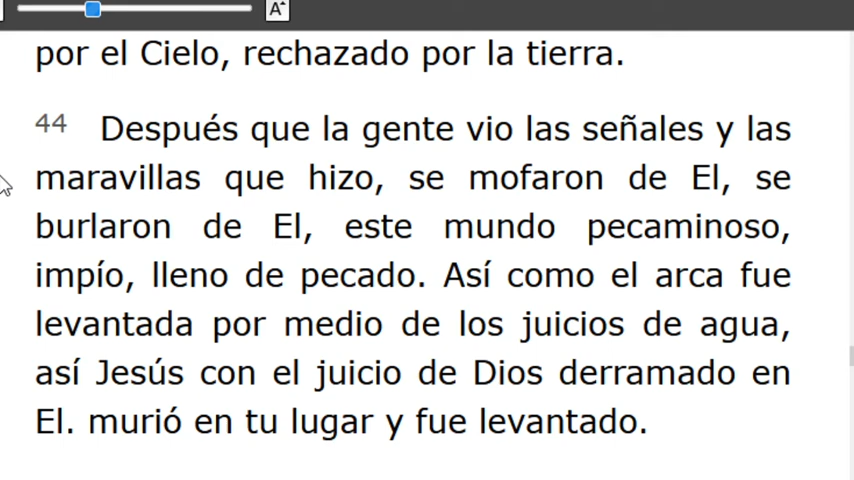 A
por el Cielo, rechazado por la tierra.
44 Después que la gente vio las señales y las
maravillas que hizo, se mofaron de El, se
burlaron de El, este mundo pecaminoso,
impío, lleno de pecado. Así como el arca fue
levantada por medio de los juicios de agua,
así Jesús con el juicio de Dios derramado en
El. murió en tu lugar y fue levantado.